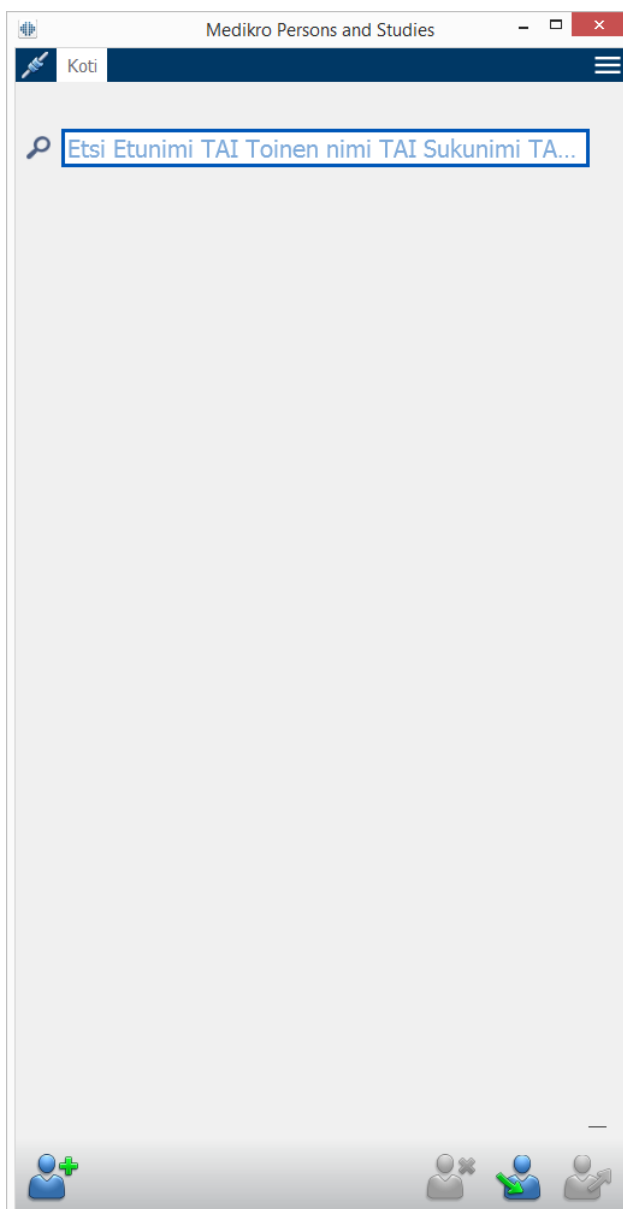 Medikro Persons and Studies
Koti
Etsi Etunimi TAI Toinen nimi TAI Sukunimi TA...